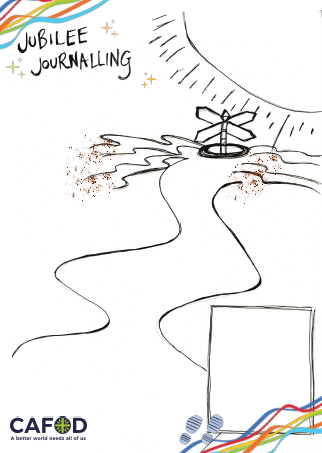 JUBILEE
JOURNALLING
CAFOD
A better world needs all of us